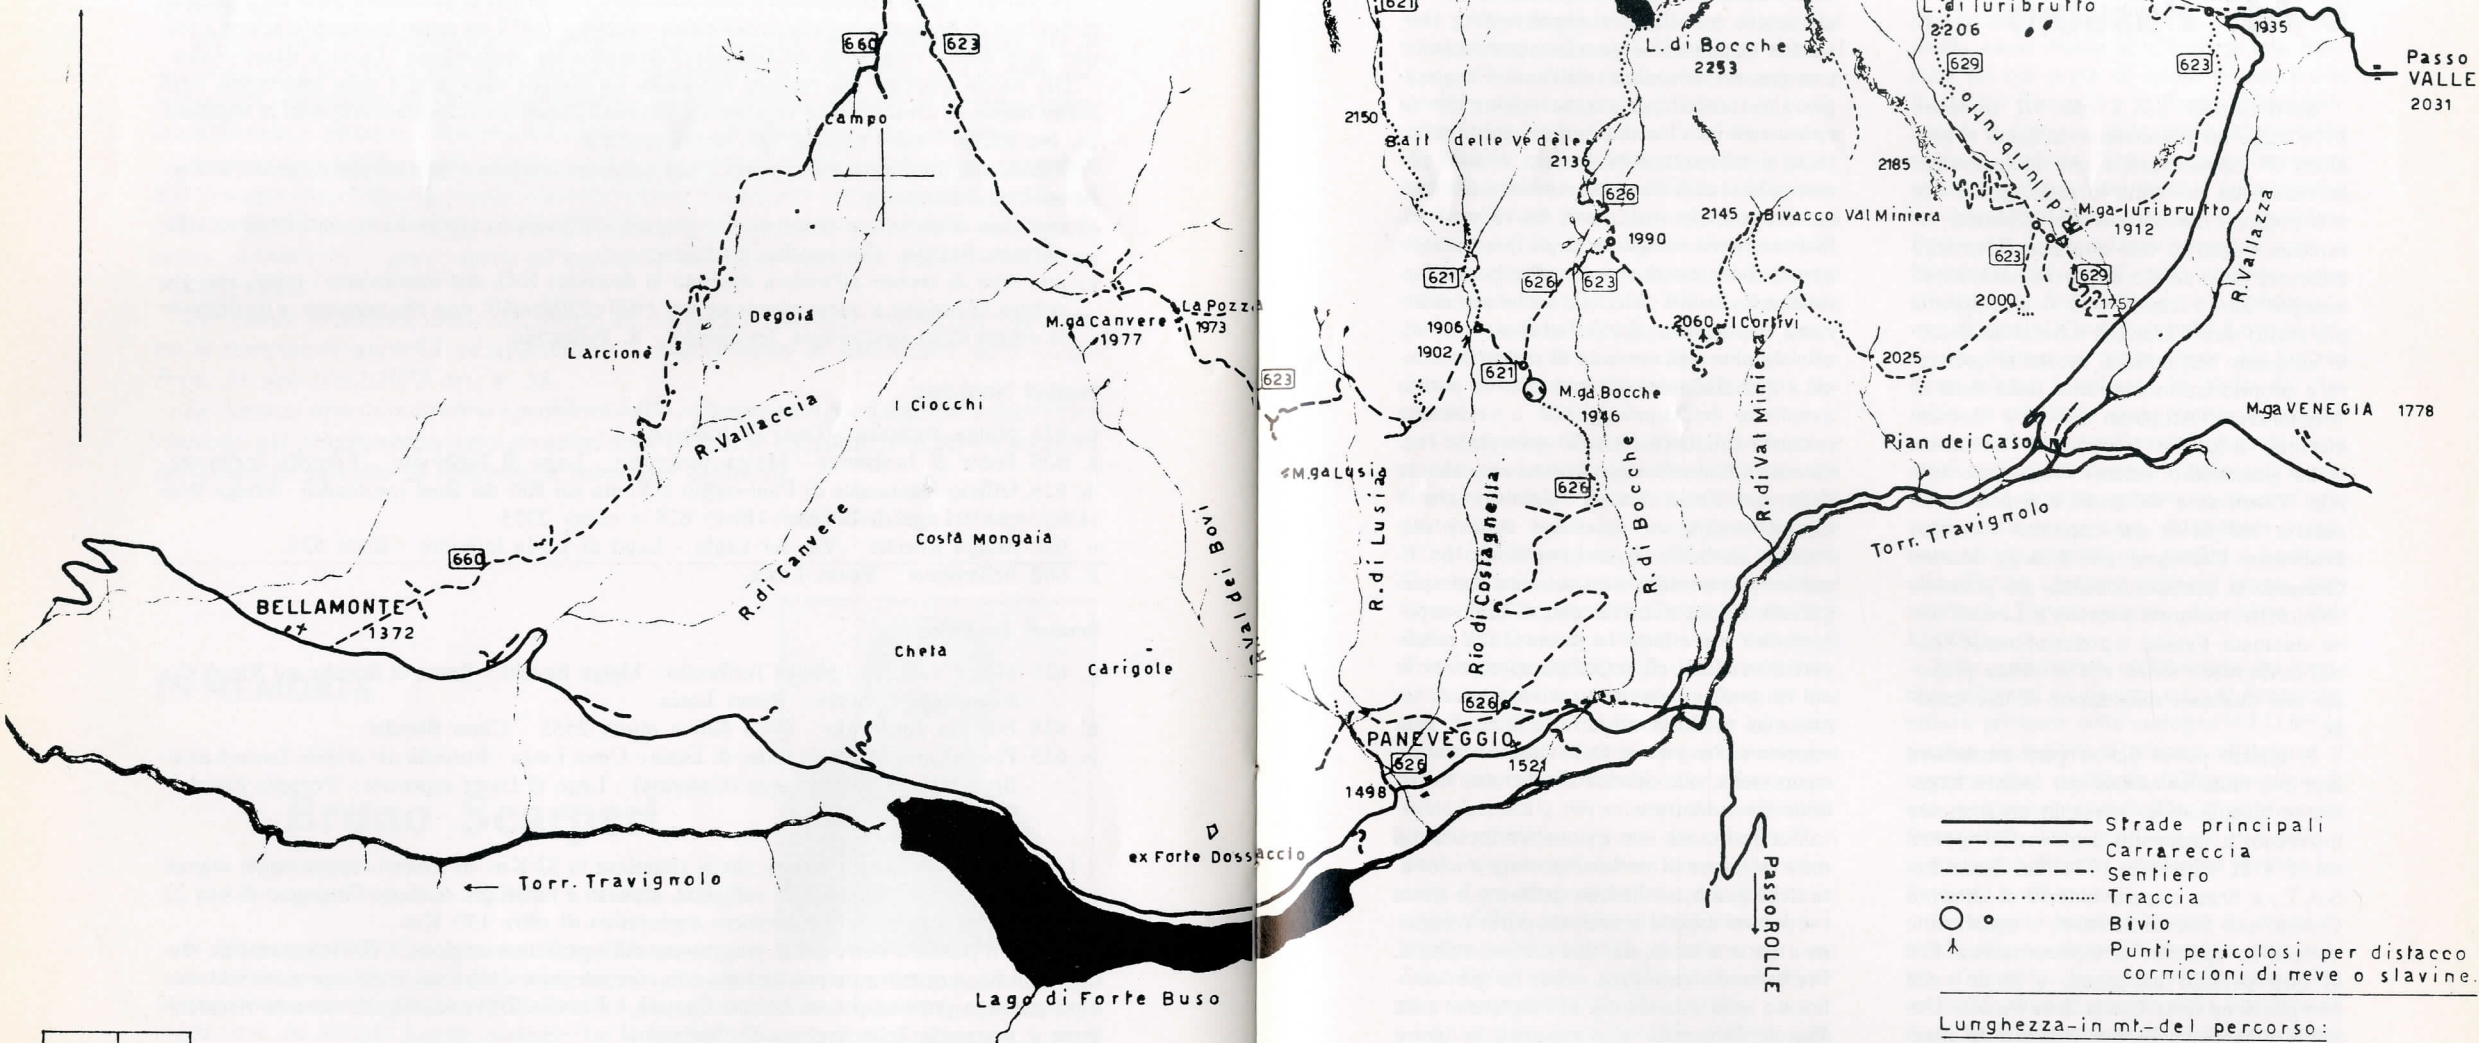 660
623
621
L. di Iuribrutto
2206
1935
Passo
VALLE
2031
L. di Bocche
2253
629
623
Campo
2150
Bait delle Vedèle
2136
626
2185
Iuribrutto
R. di Iuribrutto
2145
Bivacco Val Miniera
M.ga Iuribrutto
1912
1990
R. Vallazza
621
626
623
623
629
2000
1757
Degoia
La Pozza
1973
M.ga Canvere
1977
Larcionè
1906
1902
2060
I Cortivi
2025
623
621
M.ga Bocche
1946
R. Vallaccia
I Ciocchi
M.ga VENEGIA 1778
Pian dei Casoni
M.ga Lusia
R. di Lusia
Rio di Costagnella
626
R. di Bocche
R. di Val Miniera
Torr. Travignolo
Costa Mongaia
R. di Canvere
R. Val dei Bovi
660
BELLAMONTE
1372
Cheta
Carigole
626
PANEVEGGIO
626
1521
1498
ex Forte Dossaccio
Torr. Travignolo
Passo ROLLE
Lago di Forte Buso
Strade principali
Carrareccia
Sentiero
Traccia
Bivio
Punti pericolosi per distacco
cornicioni di neve o slavine.
Lunghezza-in mt.-del percorso: